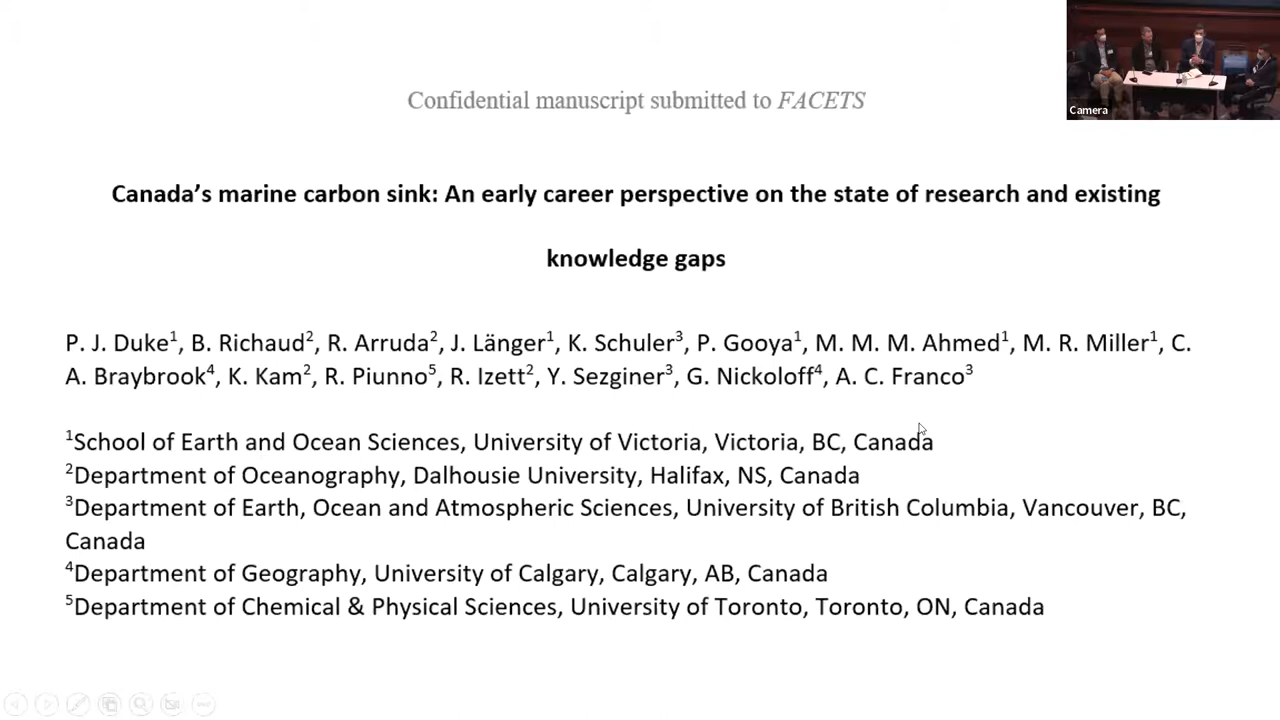 Confidential manuscript submitted to FACETS
Camera
Canada's marine carbon sink: An early career perspective on the state of research and existing
knowledge gaps
P. J. Duke1, B. Richaud2, R. Arruda2, J. Länger1, K. Schuler3, P. Gooya1, M. M. M. Ahmed1, M. R. Miller1, C.
A. Braybrook4, K. Kam2, R. Piunno5, R. Izett2, Y. Sezginer3, G. Nickoloff4, A. C. Franco3
1School of Earth and Ocean Sciences, University of Victoria, Victoria, BC, Canada
2Department of Oceanography, Dalhousie University, Halifax, NS, Canada
3Department of Earth, Ocean and Atmospheric Sciences, University of British Columbia, Vancouver, BC,
Canada
4Department of Geography, University of Calgary, Calgary, AB, Canada
5Department of Chemical & Physical Sciences, University of Toronto, Toronto, ON, Canada